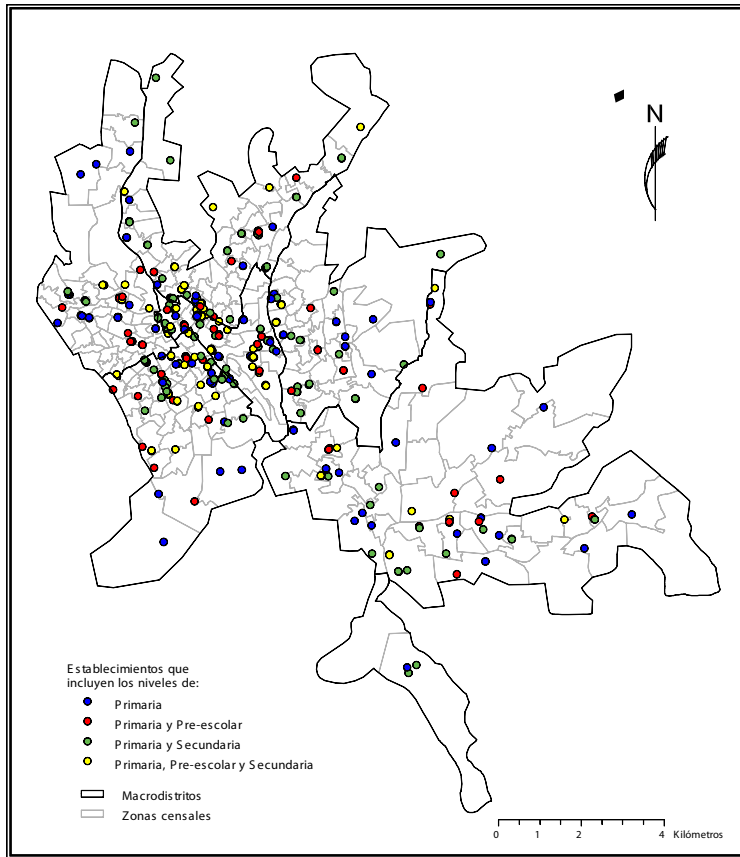 N
Establecimientos que
incluyen los niveles de:
Primaria
Primaria y Pre-escolar
Primaria y Secundaria
Primaria, Pre-escolar y Secundaria
Macrodistritos
Zonas censales
0 1 2 4 Kilómetros